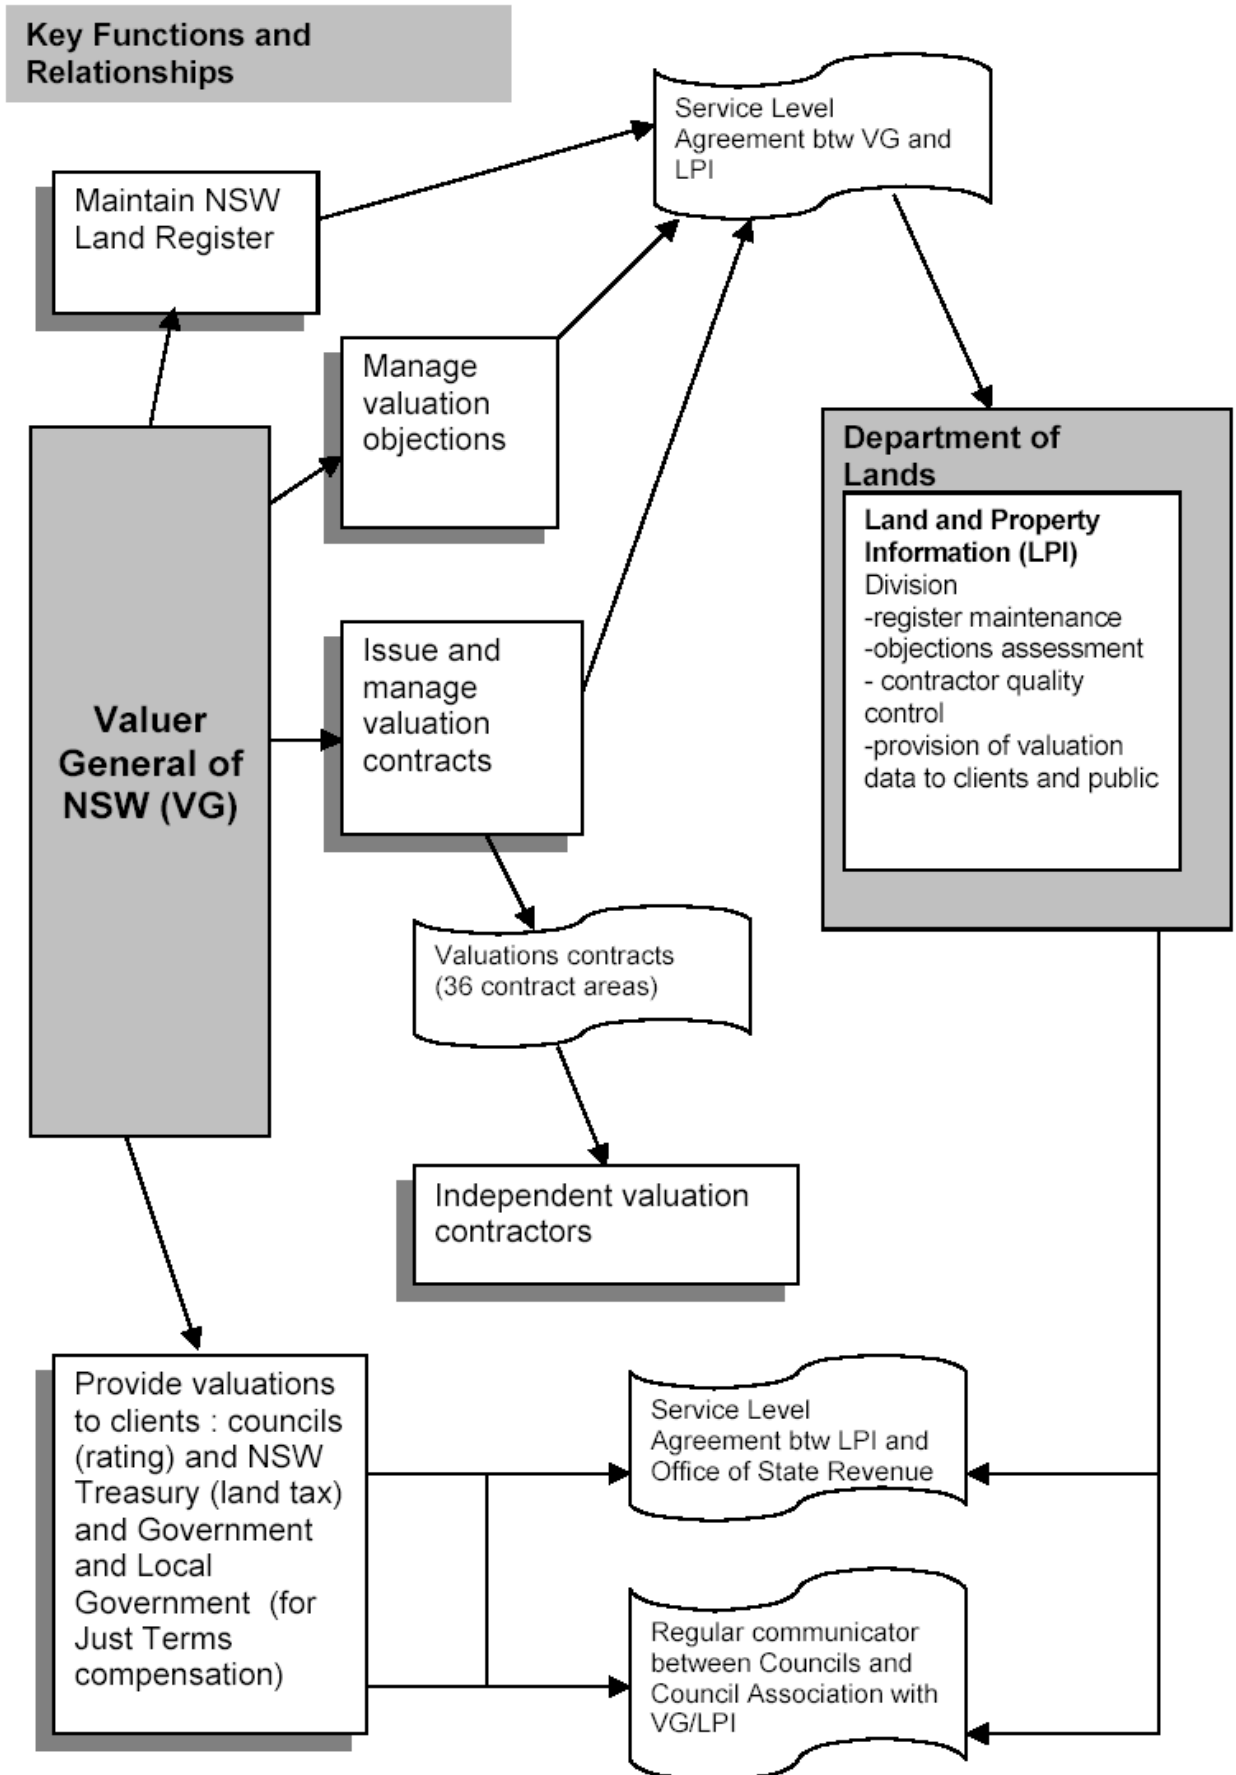 Key Functions and
Relationships
Service Level
Agreement btw VG and
LPI
Maintain NSW
Land Register
Manage
valuation
objections
Department of
Lands
Land and Property
Information (LPI)
Division
-register maintenance
-objections assessment
- contractor quality
control
-provision of valuation
data to clients and public
Issue and
manage
valuation
contracts
Valuer
General of
NSW (VG)
Valuations contracts
(36 contract areas)
Independent valuation
contractors
Provide valuations
to clients : councils
(rating) and NSW
Treasury (land tax)
and Government
and Local
Government (for
Just Terms
compensation)
Service Level
Agreement btw LPI and
Office of State Revenue
Regular communicator
between Councils and
Council Association with
VG/LPI